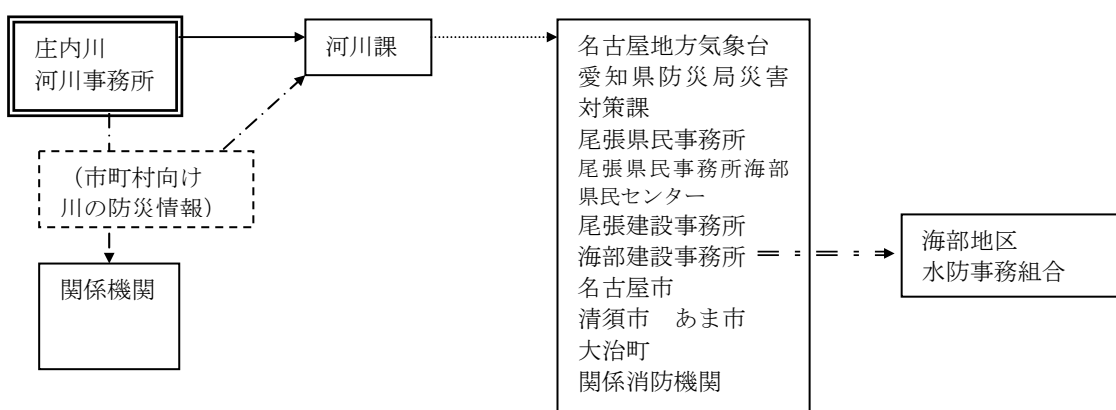 庄内川
河川事務所
河川課
(市町村向け
川の防災情報)
関係機関
名古屋地方気象台
愛知県防災局災害
対策課
尾張県民事務所
尾張県民事務所海部
県民センター
尾張建設事務所
海部建設事務所
名古屋市
清須市　あま市
大治町
関係消防機関
海部地区
水防事務組合